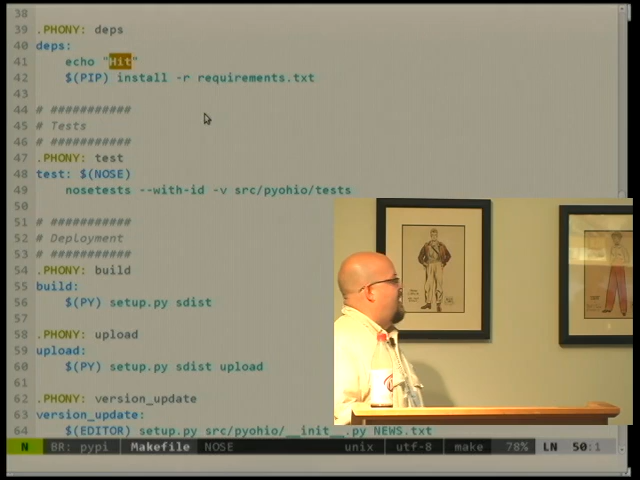 38
39 .PHONY: deps
40 deps:
41     echo "Hit"
42     $(PIP) install -r requirements.txt
43
44 # ###########
45 # Tests
46 # ###########
47 .PHONY: test
48 test: $(NOSE)
49     nosetests --with-id -v src/pyohio/tests
50
51 # ###########
52 # Deployment
53 # ###########
54 .PHONY: build
55 build:
56     $(PY) setup.py sdist
57
58 .PHONY: upload
59 upload:
60     $(PY) setup.py sdist upload
61
62 .PHONY: version_update
63 version_update:
64     $(EDITOR) setup.py src/pyohio/__init__.py NEWS.txt
N BR: pypi Makefile NOSE unix utf-8 make 78% LN 50:1